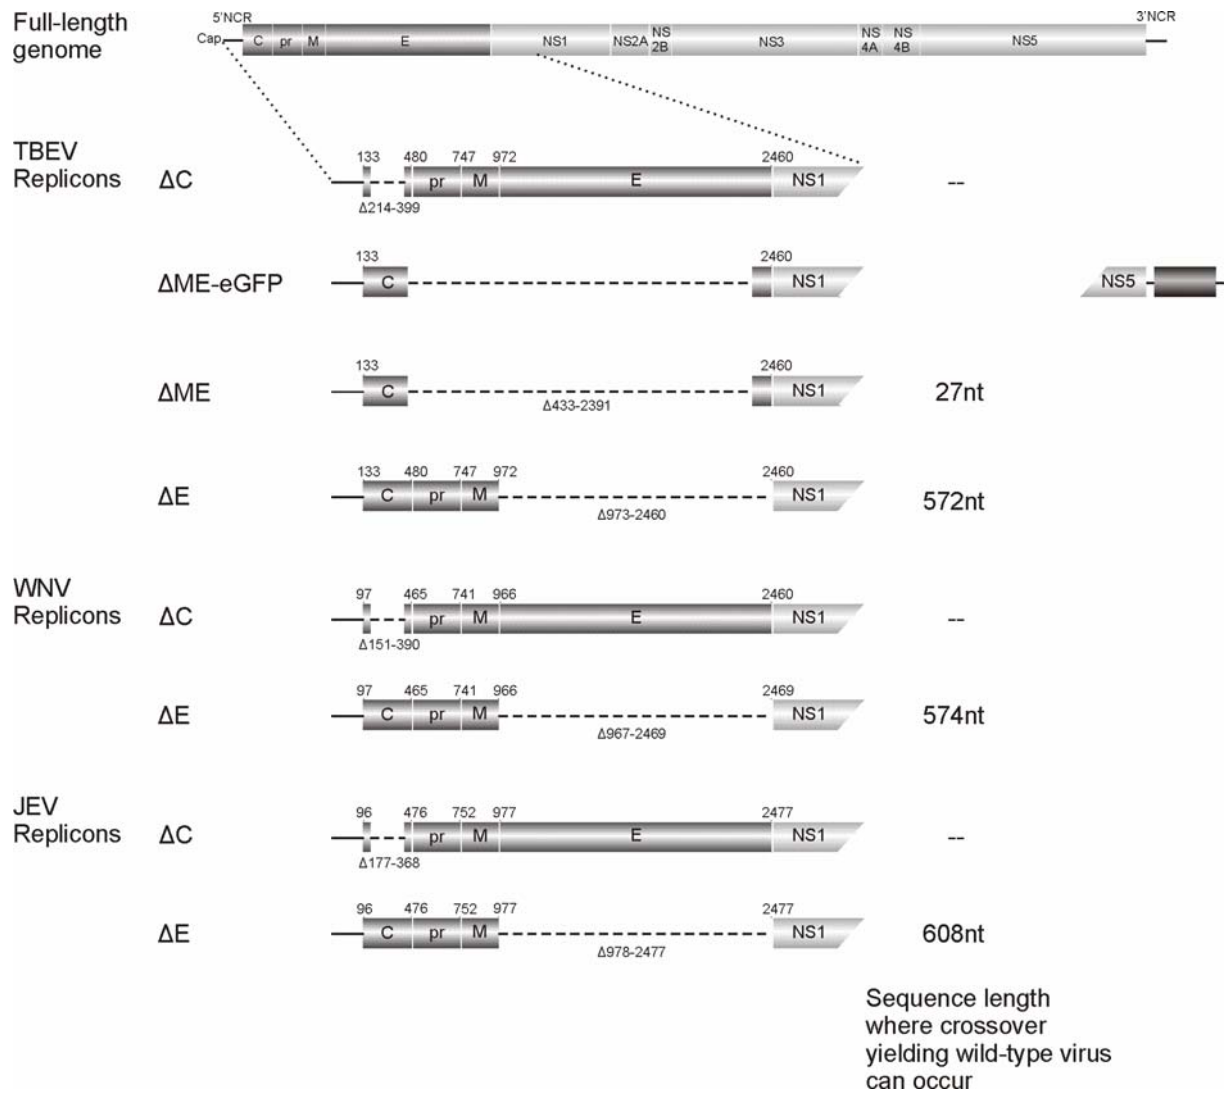 Full-length
genome
5'NCR
3'NCR
Cap
C pr M E NS1 NS2A NS 2B NS3 NS 4A NS 4B NS5
TBEV
Replicons
ΔC
133 480 747 972 2460
pr M E NS1
Δ214-399
--
ΔME-eGFP
133 2460
C NS1
NS5
ΔME
133 2460
C NS1
Δ433-2391
27nt
ΔE
133 480 747 972 2460
C pr M NS1
Δ973-2460
572nt
WNV
Replicons
ΔC
97 465 741 966 2460
pr M E NS1
Δ151-390
--
ΔE
97 465 741 966 2469
C pr M NS1
Δ967-2469
574nt
JEV
Replicons
ΔC
96 476 752 977 2477
pr M E NS1
Δ177-368
--
ΔE
96 476 752 977 2477
C pr M NS1
Δ978-2477
608nt
Sequence length
where crossover
yielding wild-type virus
can occur